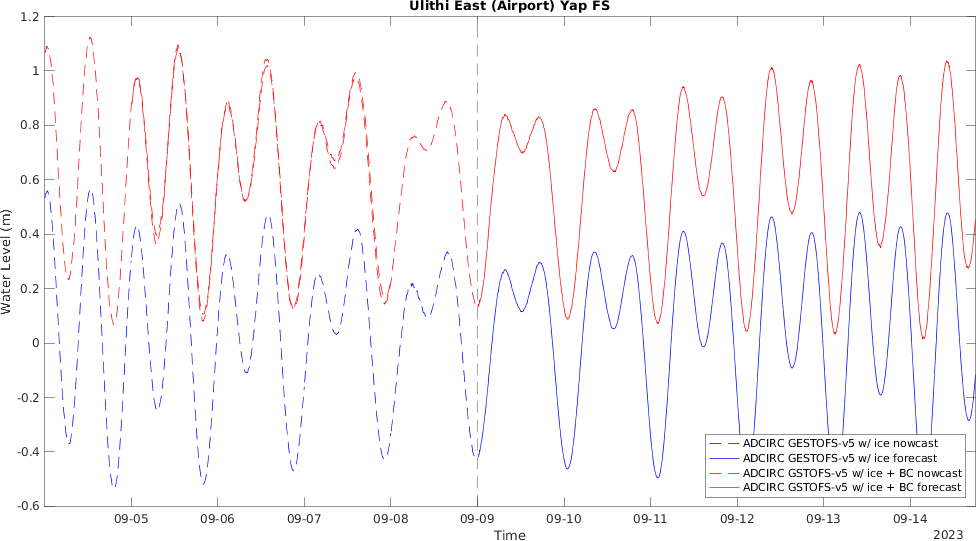 Ulithi East (Airport) Yap FS
1.2
1
0.8
0.6
0.4
0.2
0
-0.2
-0.4
-0.6
Water Level (m)
ADCIRC GESTOFS-v5 w/ ice nowcast
ADCIRC GESTOFS-v5 w/ ice forecast
ADCIRC GSTOFS-v5 w/ ice + BC nowcast
ADCIRC GSTOFS-v5 w/ ice + BC forecast
09-05 09-06 09-07 09-08 09-09 09-10 09-11 09-12 09-13 09-14
Time
2023